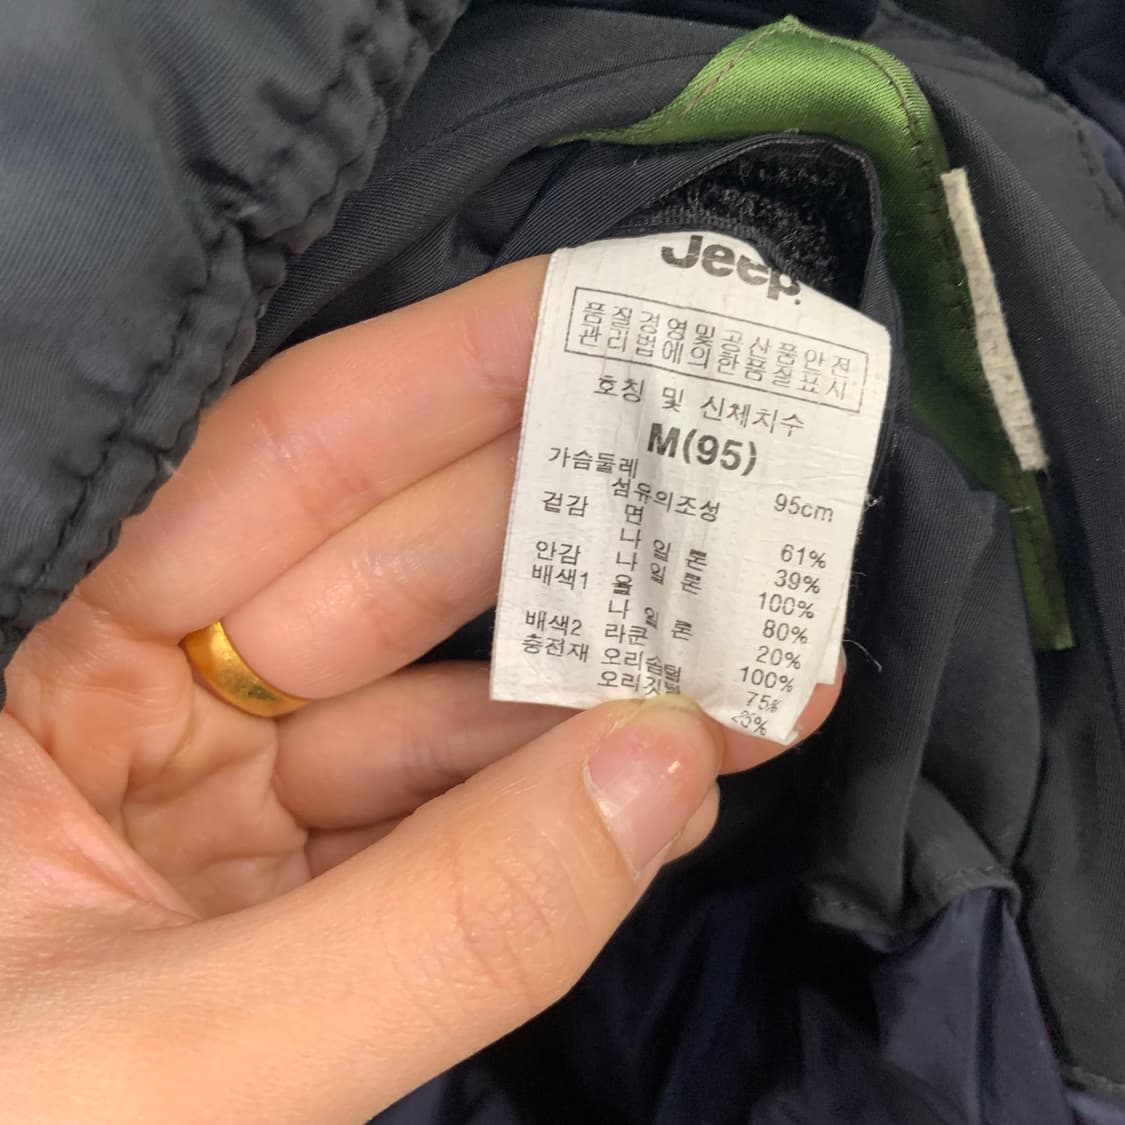 Jeep
품질경영및공산품안전
관리법에의한품질표시
호칭 및 신체치수
M(95)
가슴둘레 95cm
섬유의조성
겉감 면 61%
나일론 39%
안감 나일론 100%
배색1 울 80%
나일론 20%
배색2 라쿤 100%
충전재 오리솜털 75%
오리깃털 25%